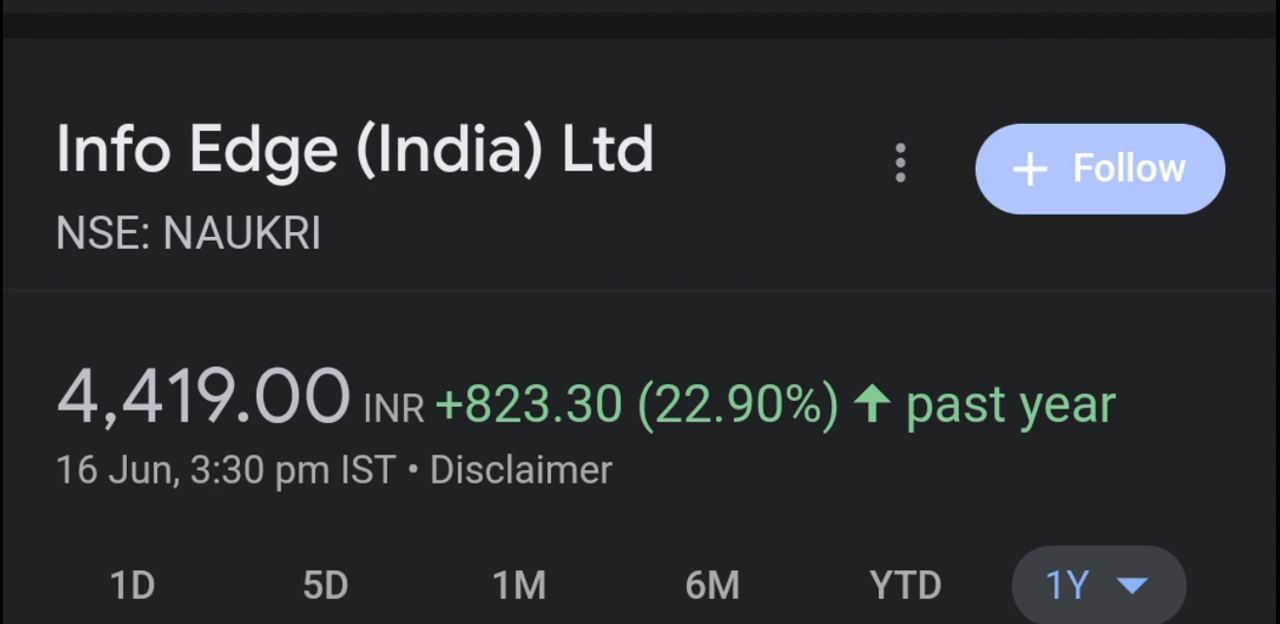 Info Edge (India) Ltd
+ Follow
NSE: NAUKRI
4,419.00 INR +823.30 (22.90%) ↑ past year
16 Jun, 3:30 pm IST • Disclaimer
1D 5D 1M 6M YTD 1Y